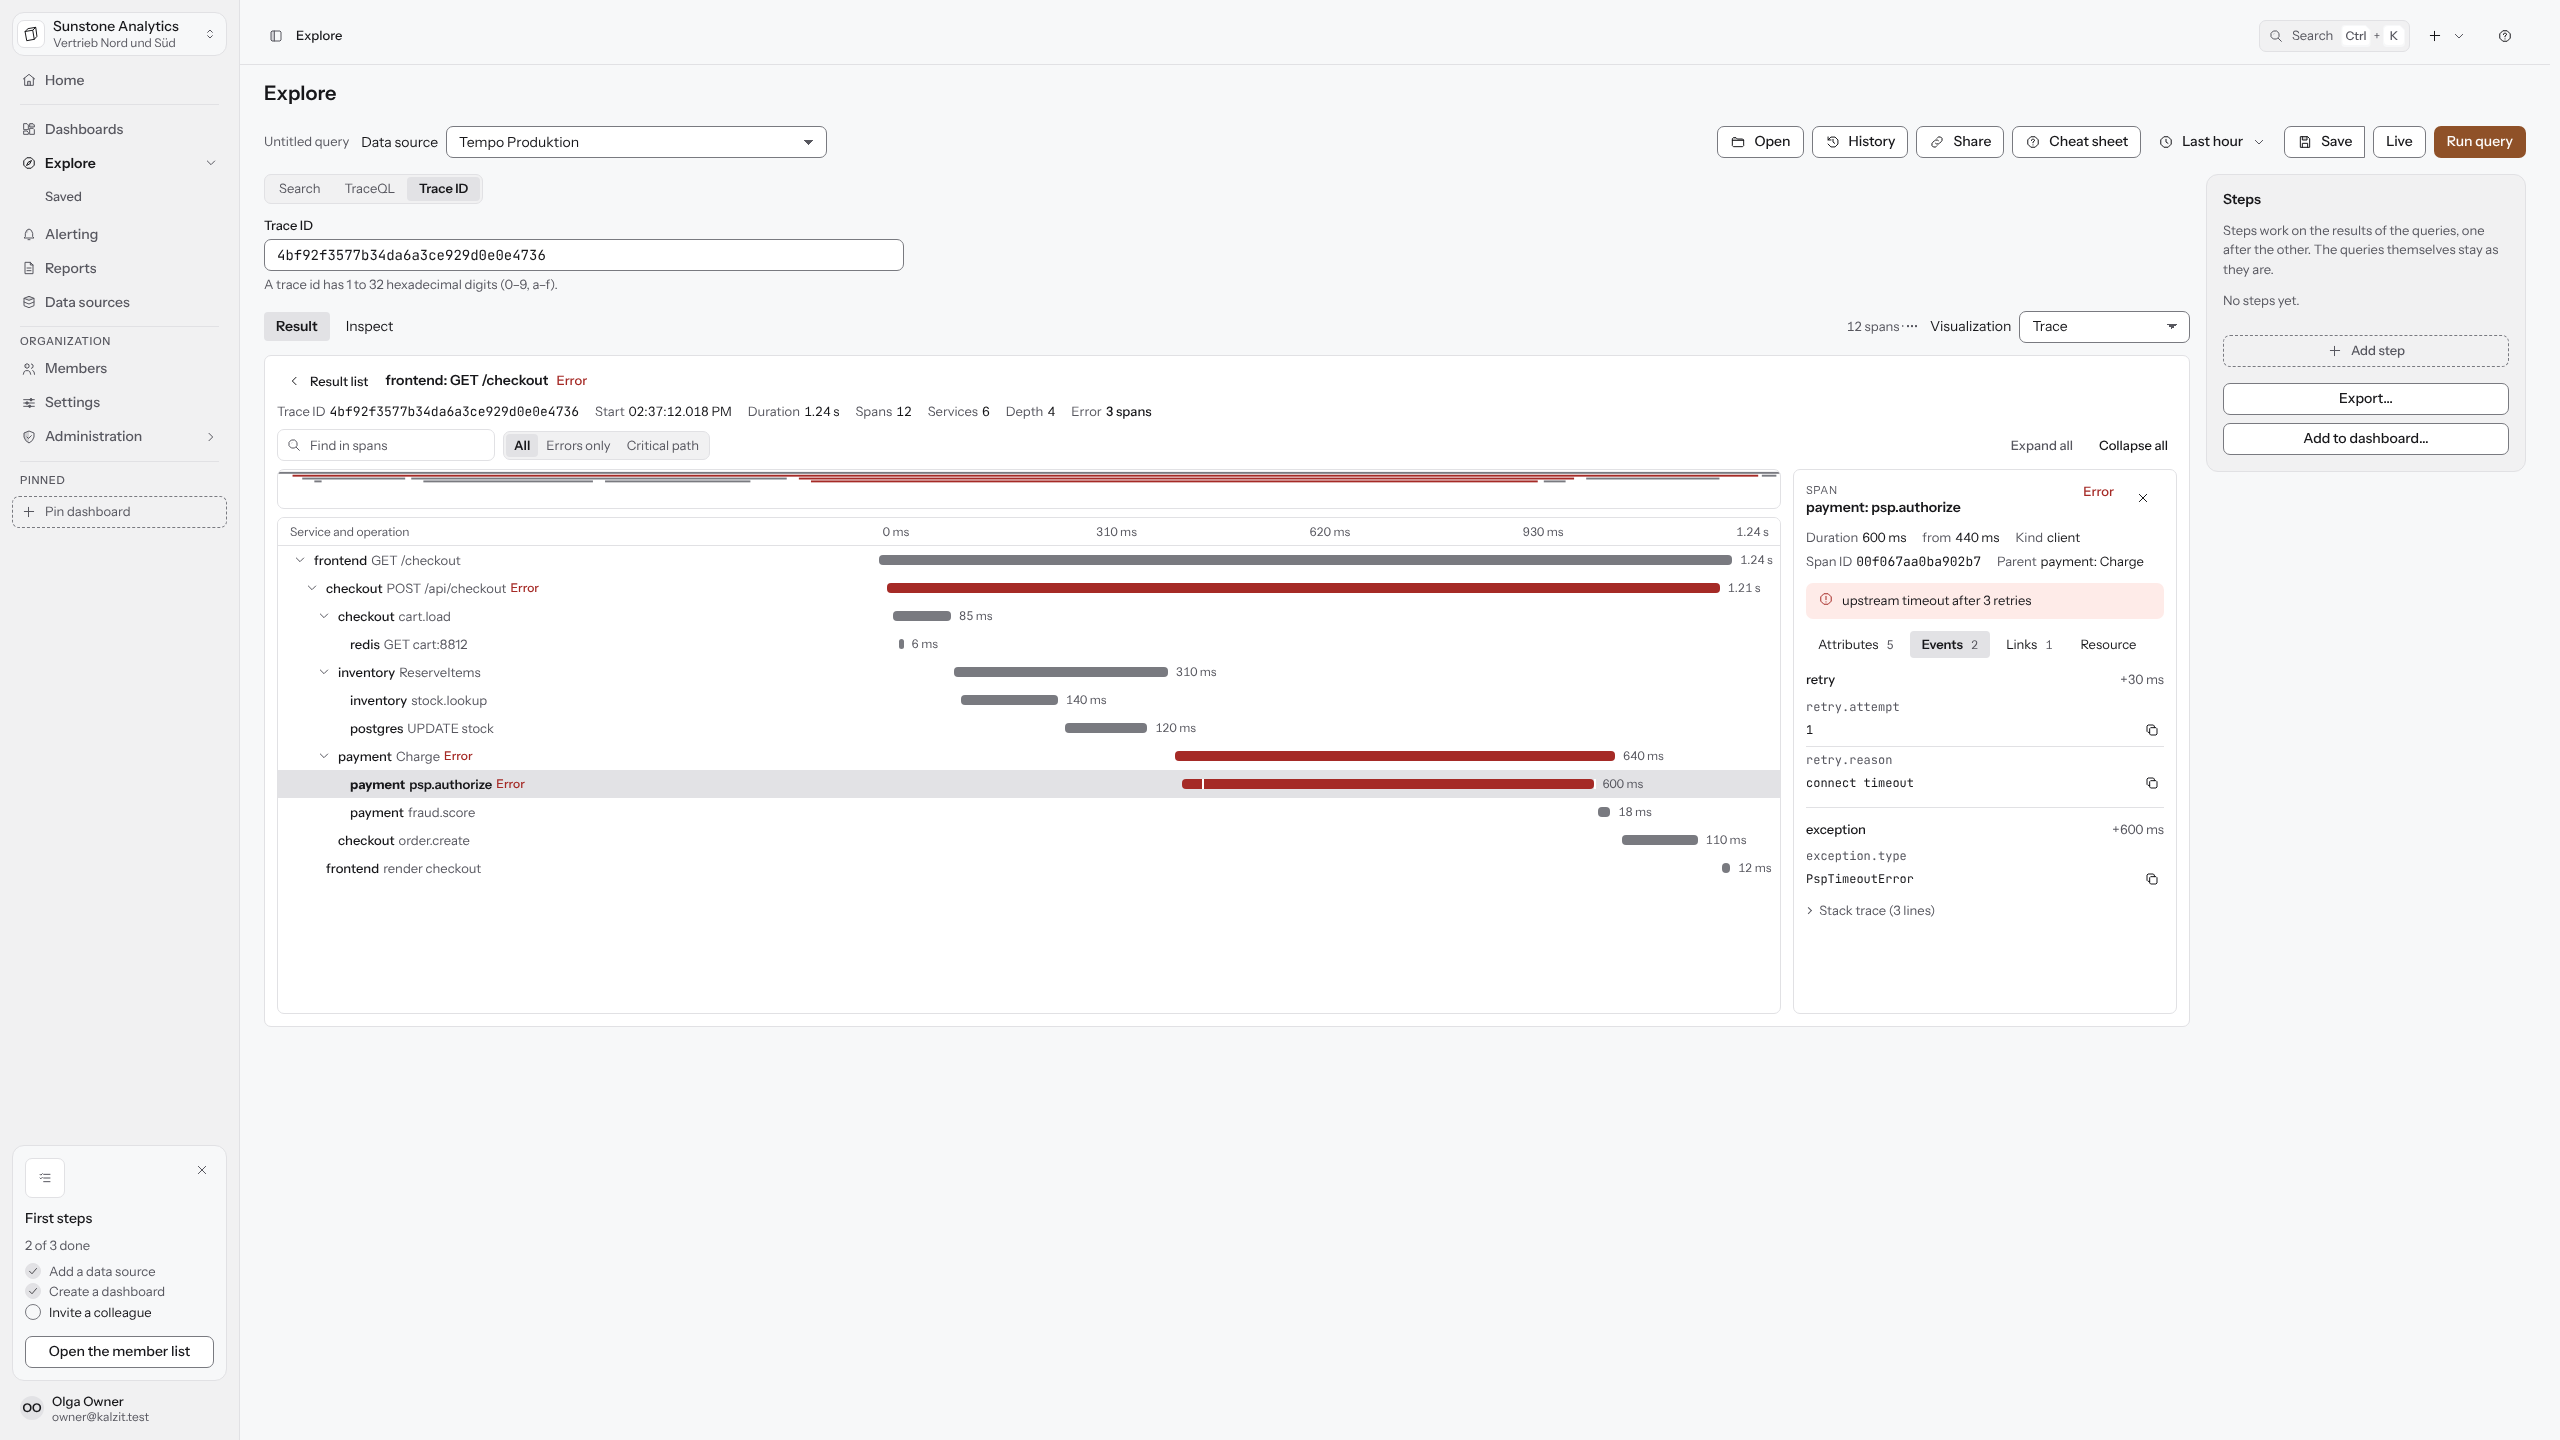 Sunstone Analytics
Vertrieb Nord und Süd
Home
Dashboards
Explore
Saved
Alerting
Reports
Data sources
ORGANIZATION
Members
Settings
Administration
PINNED
Pin dashboard
First steps
2 of 3 done
Add a data source
Create a dashboard
Invite a colleague
Open the member list
OO
Olga Owner
owner@kalzit.test
Explore
Search Ctrl + K
Explore
Untitled query Data source Tempo Produktion
Open History Share Cheat sheet Last hour Save Live Run query
Search TraceQL Trace ID
Trace ID
4bf92f3577b34da6a3ce929d0e0e4736
A trace id has 1 to 32 hexadecimal digits (0–9, a–f).
Result Inspect
12 spans · ··· Visualization Trace
Result list frontend: GET /checkout Error
Trace ID 4bf92f3577b34da6a3ce929d0e0e4736 Start 02:37:12.018 PM Duration 1.24 s Spans 12 Services 6 Depth 4 Error 3 spans
Find in spans All Errors only Critical path
Expand all Collapse all
Service and operation 0 ms 310 ms 620 ms 930 ms 1.24 s
frontend GET /checkout 1.24 s
checkout POST /api/checkout Error 1.21 s
checkout cart.load 85 ms
redis GET cart:8812 6 ms
inventory ReserveItems 310 ms
inventory stock.lookup 140 ms
postgres UPDATE stock 120 ms
payment Charge Error 640 ms
payment psp.authorize Error 600 ms
payment fraud.score 18 ms
checkout order.create 110 ms
frontend render checkout 12 ms
SPAN
Error
payment: psp.authorize
Duration 600 ms from 440 ms Kind client
Span ID 00f067aa0ba902b7 Parent payment: Charge
upstream timeout after 3 retries
Attributes 5 Events 2 Links 1 Resource
retry +30 ms
retry.attempt
1
retry.reason
connect timeout
exception +600 ms
exception.type
PspTimeoutError
Stack trace (3 lines)
Steps
Steps work on the results of the queries, one
after the other. The queries themselves stay as
they are.
No steps yet.
Add step
Export…
Add to dashboard…